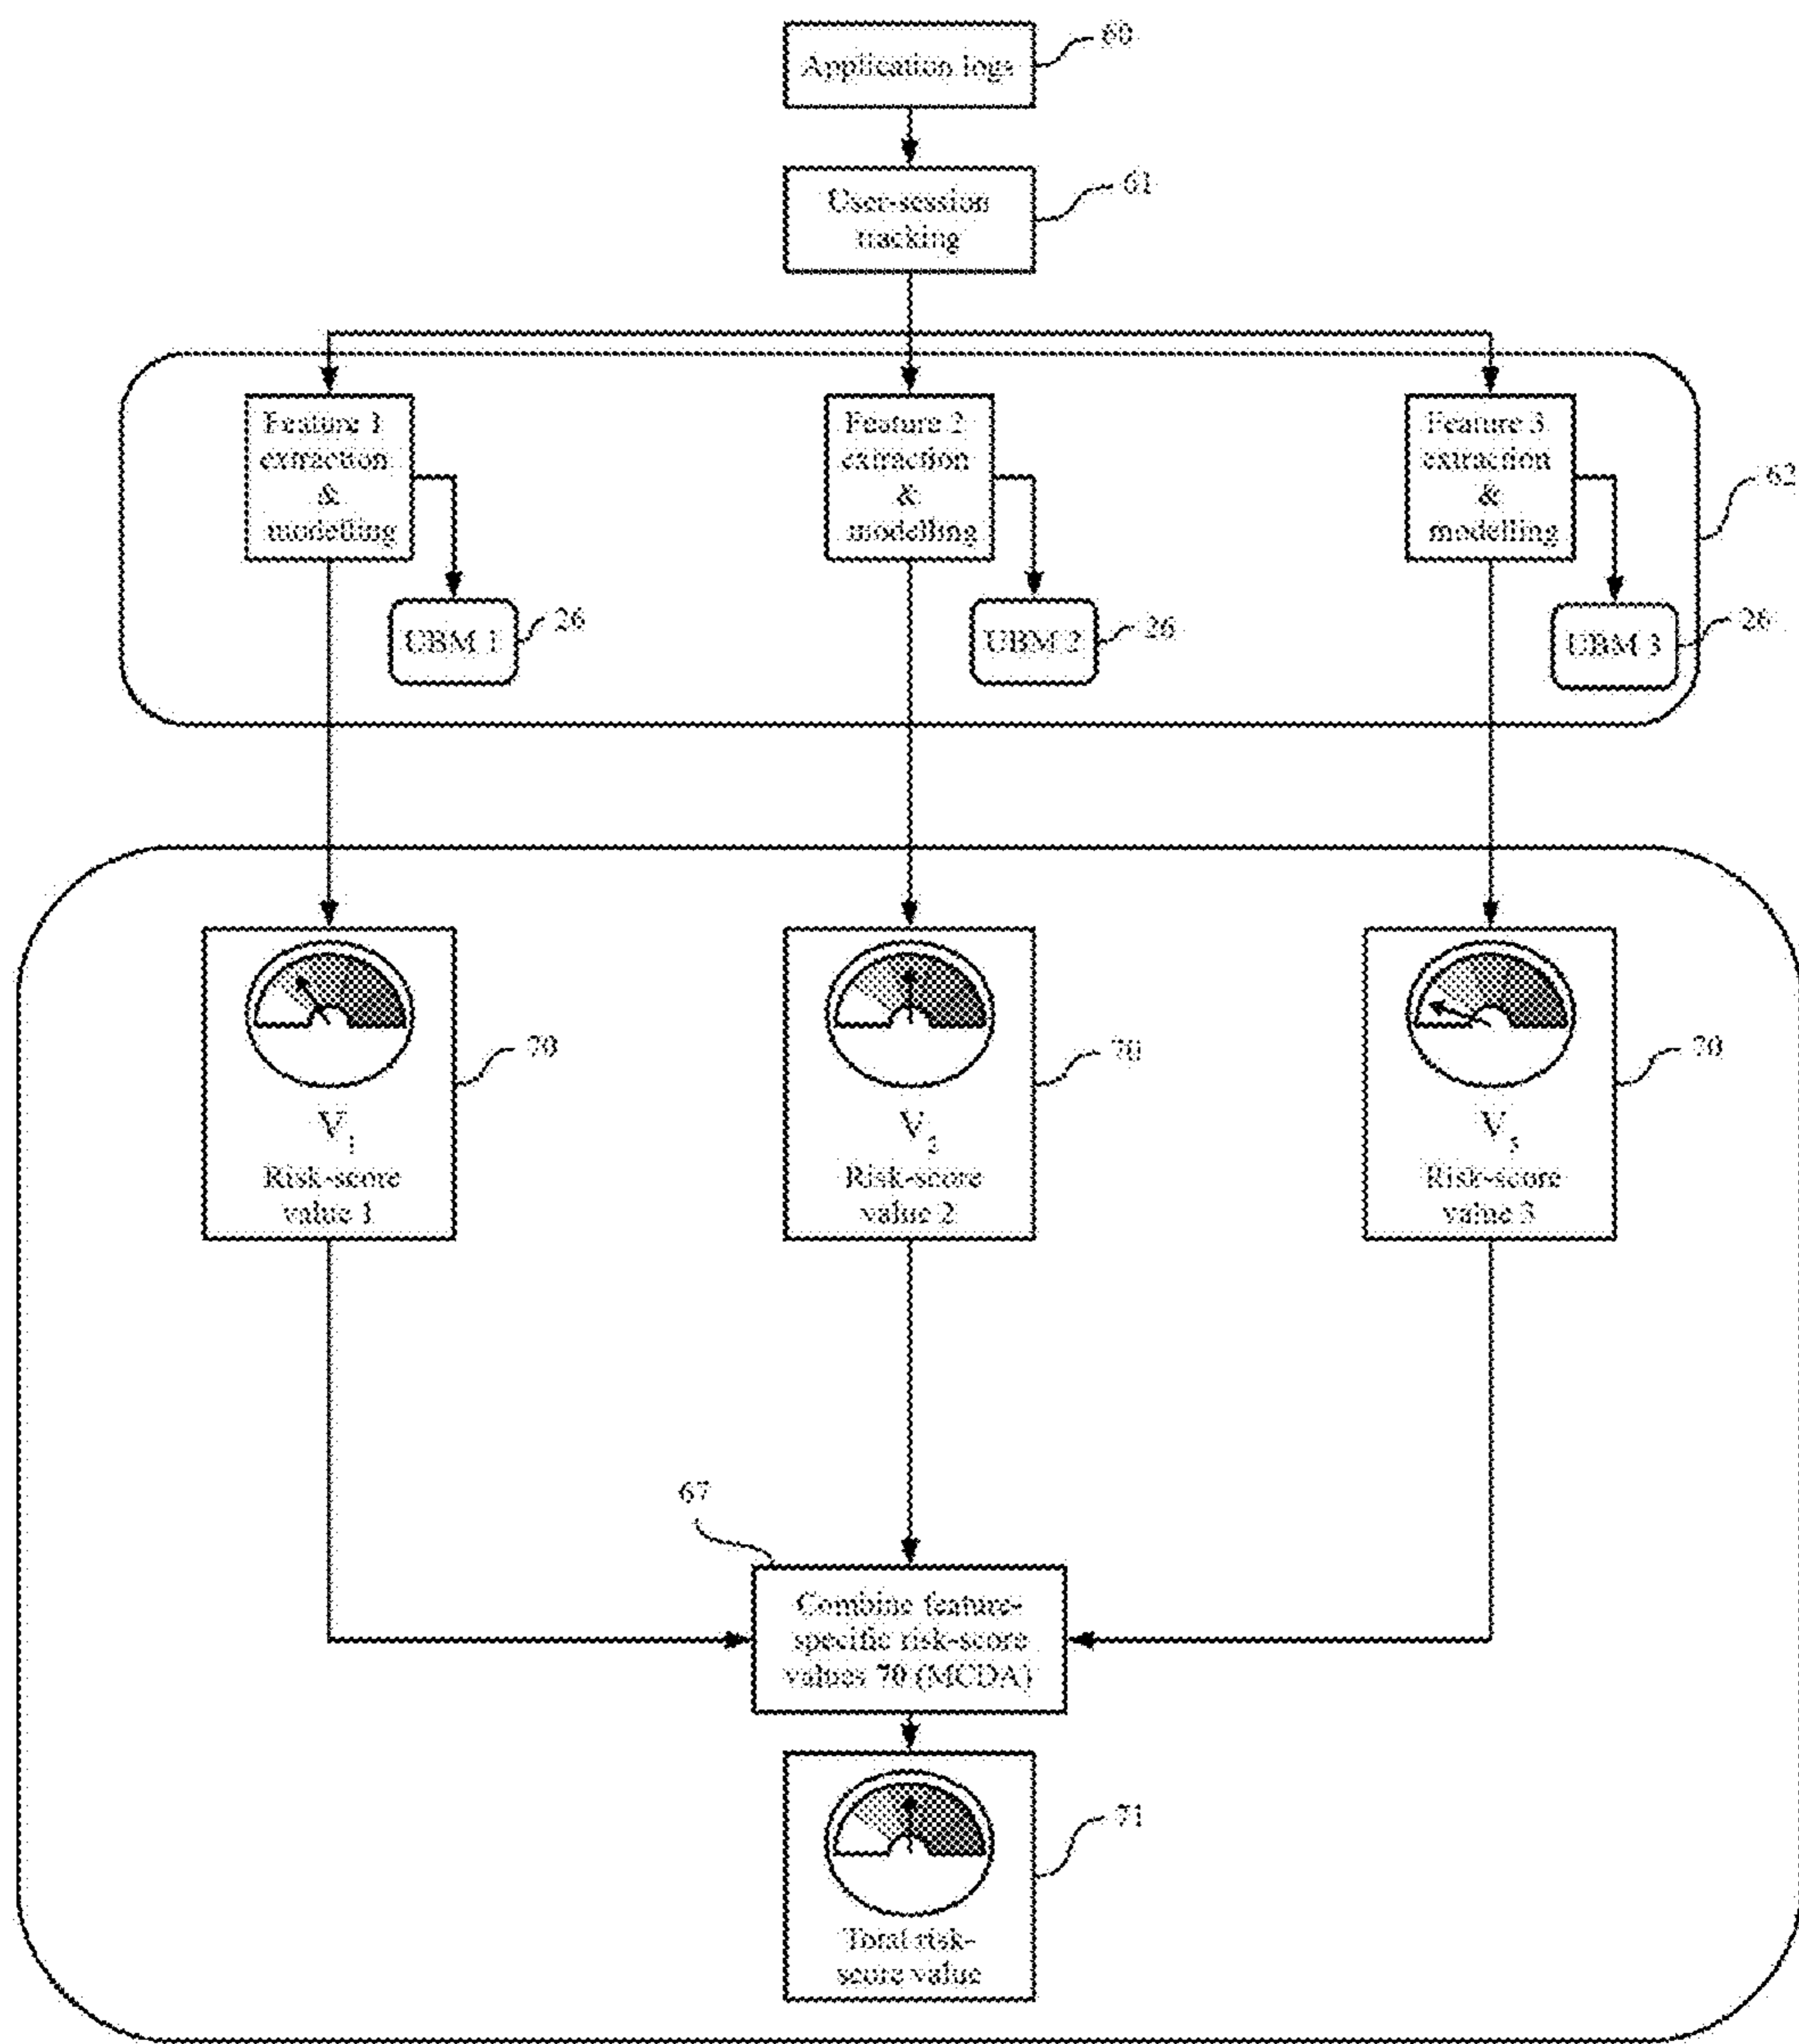 Application logs
60
User-session
tracking
61
Feature 1
extraction
&
modelling
Feature 2
extraction
&
modelling
Feature 3
extraction
&
modelling
62
UBM 1
26
UBM 2
26
UBM 3
26
V1
Risk-score
value 1
70
V2
Risk-score
value 2
70
V3
Risk-score
value 3
70
67
Combine feature-
specific risk-score
values 70 (MCDA)
71
Total risk-
score value